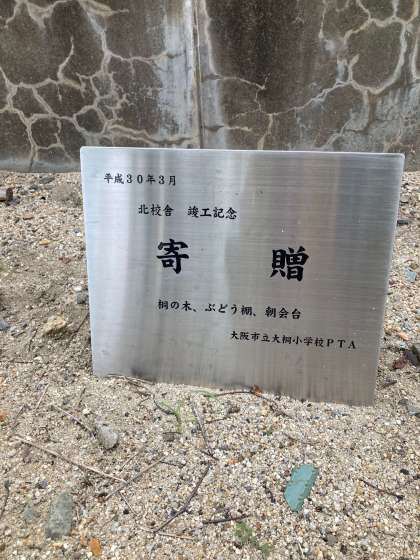 平成30年3月
北校舎 竣工記念
寄 贈
桐の木、ぶどう棚、朝会台
大阪市立大桐小学校PTA